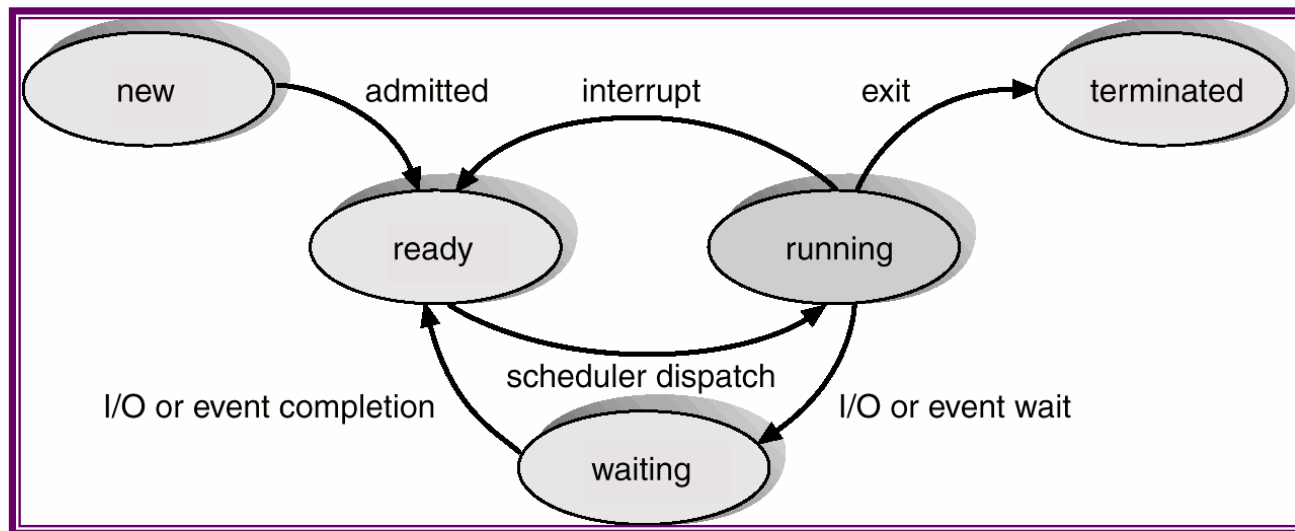 new
admitted
interrupt
exit
terminated
ready
running
scheduler dispatch
I/O or event completion
I/O or event wait
waiting